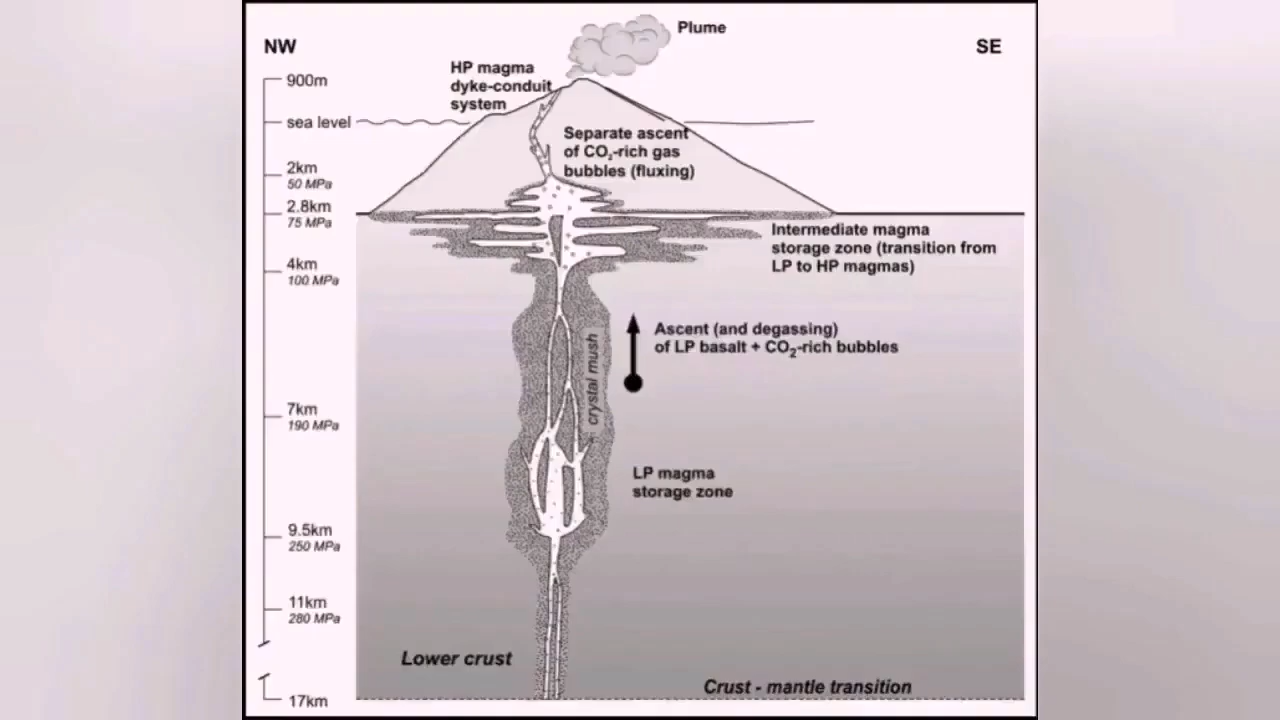 Plume
NW
SE
HP magma
dyke-conduit
system
900m
sea level
Separate ascent
of CO₂-rich gas
bubbles (fluxing)
2km
50 MPa
2.8km
75 MPa
Intermediate magma
storage zone (transition from
LP to HP magmas)
4km
100 MPa
Ascent (and degassing)
of LP basalt + CO₂-rich bubbles
crystal mush
7km
190 MPa
LP magma
storage zone
9.5km
250 MPa
11km
280 MPa
Lower crust
Crust - mantle transition
17km